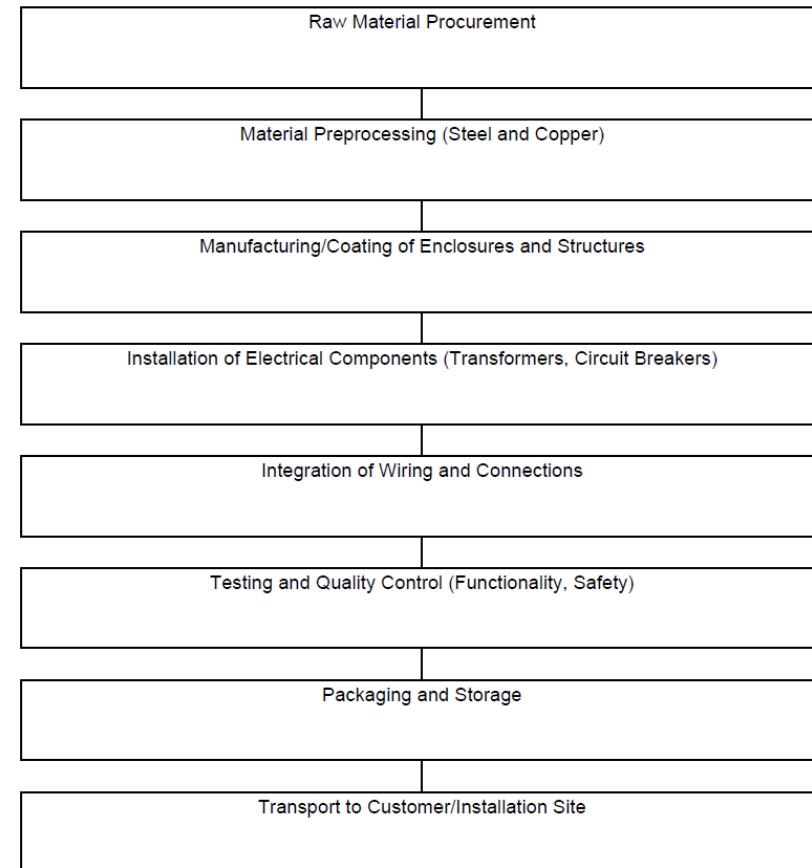 Raw Material Procurement
Material Preprocessing (Steel and Copper)
Manufacturing/Coating of Enclosures and Structures
Installation of Electrical Components (Transformers, Circuit Breakers)
Integration of Wiring and Connections
Testing and Quality Control (Functionality, Safety)
Packaging and Storage
Transport to Customer/Installation Site